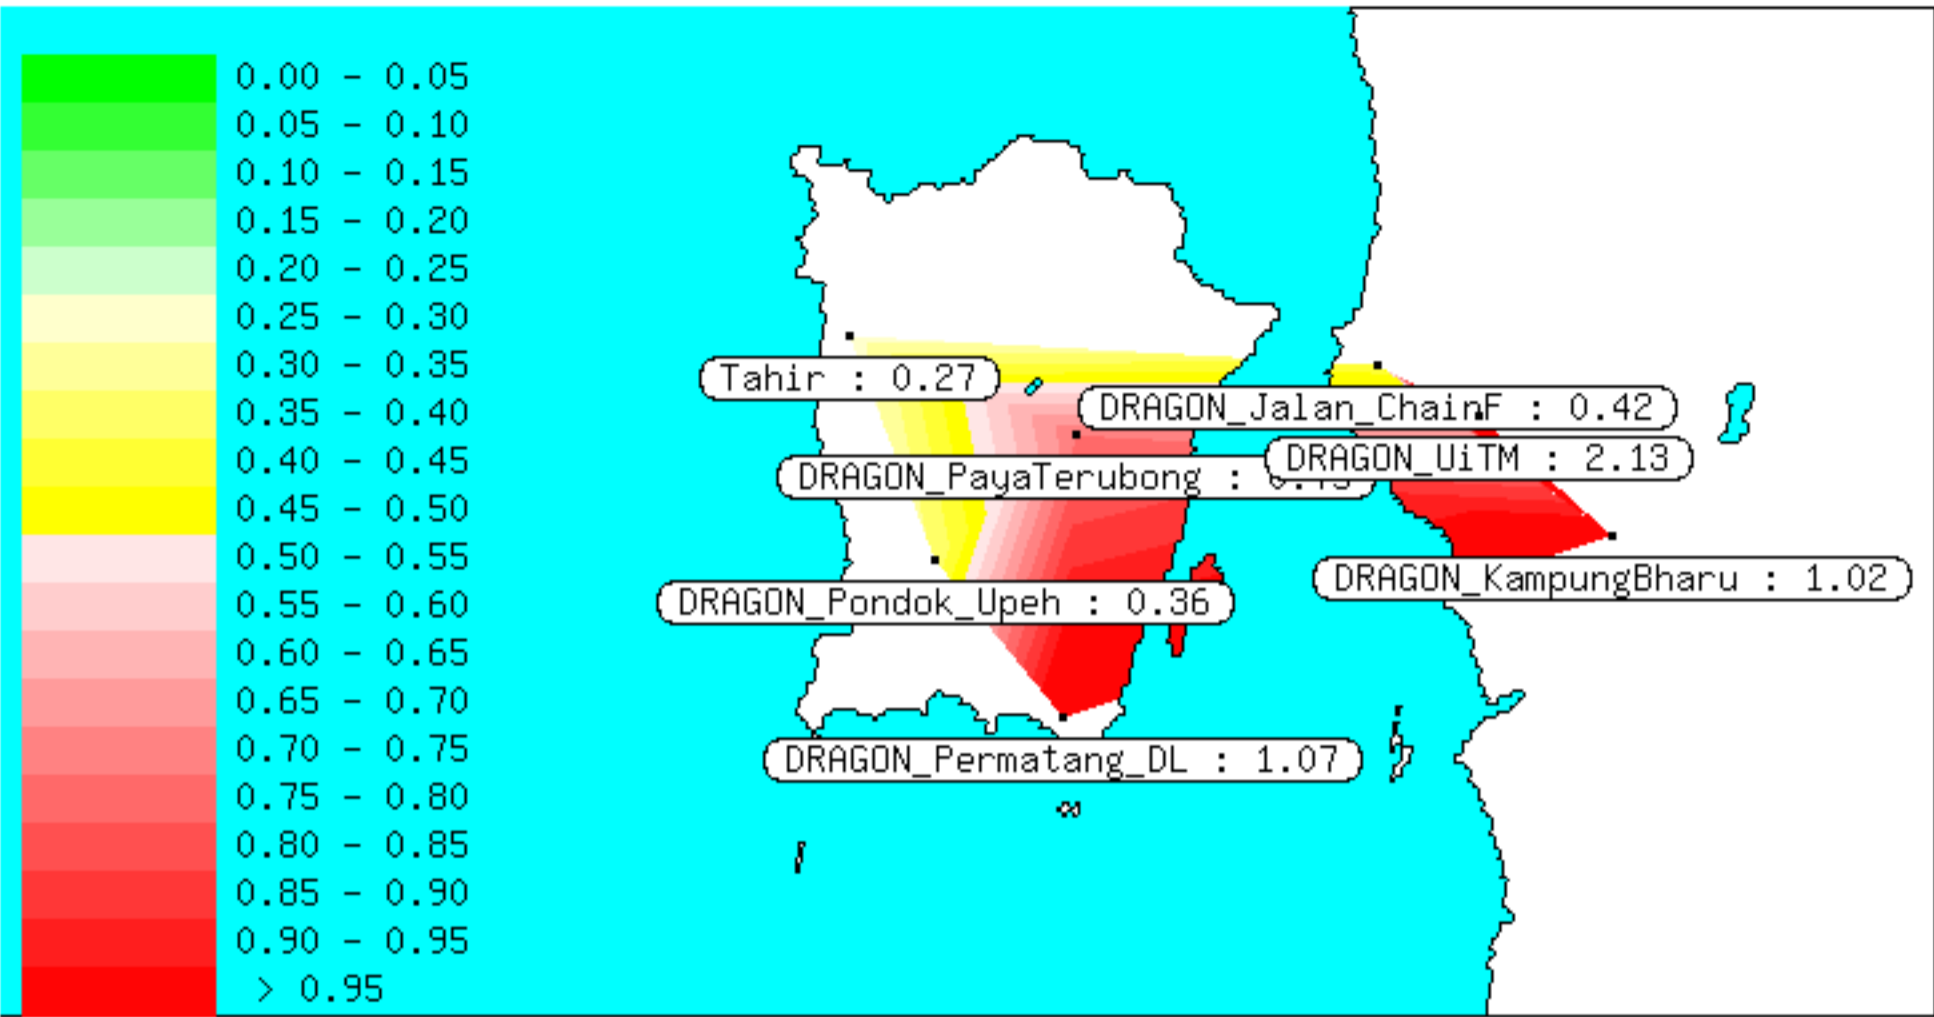 0.00 - 0.05
0.05 - 0.10
0.10 - 0.15
0.15 - 0.20
0.20 - 0.25
0.25 - 0.30
0.30 - 0.35
0.35 - 0.40
0.40 - 0.45
0.45 - 0.50
0.50 - 0.55
0.55 - 0.60
0.60 - 0.65
0.65 - 0.70
0.70 - 0.75
0.75 - 0.80
0.80 - 0.85
0.85 - 0.90
0.90 - 0.95
> 0.95
Tahir : 0.27
DRAGON_Jalan_ChainF : 0.42
DRAGON_UiTM : 2.13
DRAGON_PayaTerubong :
DRAGON_KampungBharu : 1.02
DRAGON_Pondok_Upeh : 0.36
DRAGON_Permatang_DL : 1.07